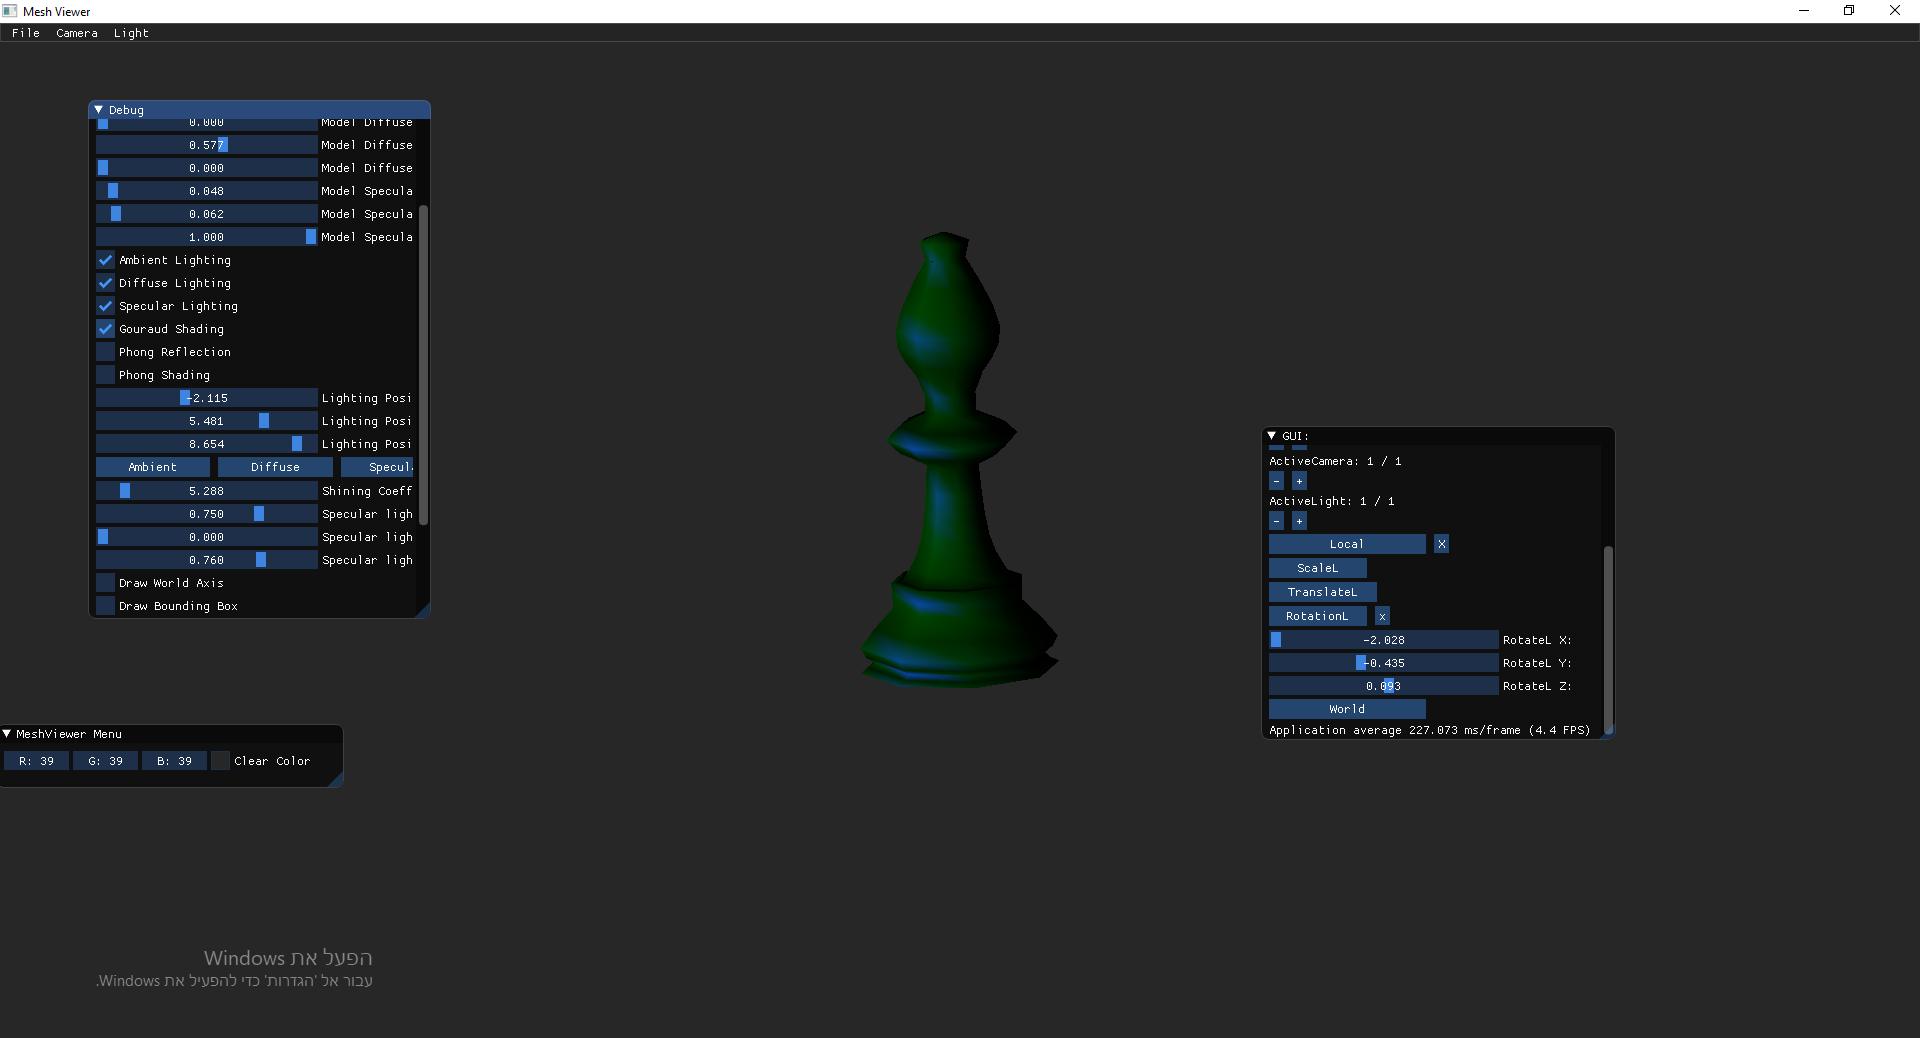 Mesh Viewer
File Camera Light
Debug
0.000 Model Diffuse
0.577 Model Diffuse
0.000 Model Diffuse
0.048 Model Specula
0.062 Model Specula
1.000 Model Specula
Ambient Lighting
Diffuse Lighting
Specular Lighting
Gouraud Shading
Phong Reflection
Phong Shading
-2.115 Lighting Posi
5.481 Lighting Posi
8.654 Lighting Posi
Ambient Diffuse Specul
5.288 Shining Coeff
0.750 Specular ligh
0.000 Specular ligh
0.760 Specular ligh
Draw World Axis
Draw Bounding Box
GUI:
ActiveCamera: 1 / 1
- +
ActiveLight: 1 / 1
- +
Local X
ScaleL
TranslateL
RotationL x
-2.028 RotateL X:
-0.435 RotateL Y:
0.093 RotateL Z:
World
Application average 227.073 ms/frame (4.4 FPS)
MeshViewer Menu
R: 39 G: 39 B: 39 Clear Color
הפעל את Windows
עבור אל 'הגדרות' כדי להפעיל את Windows.